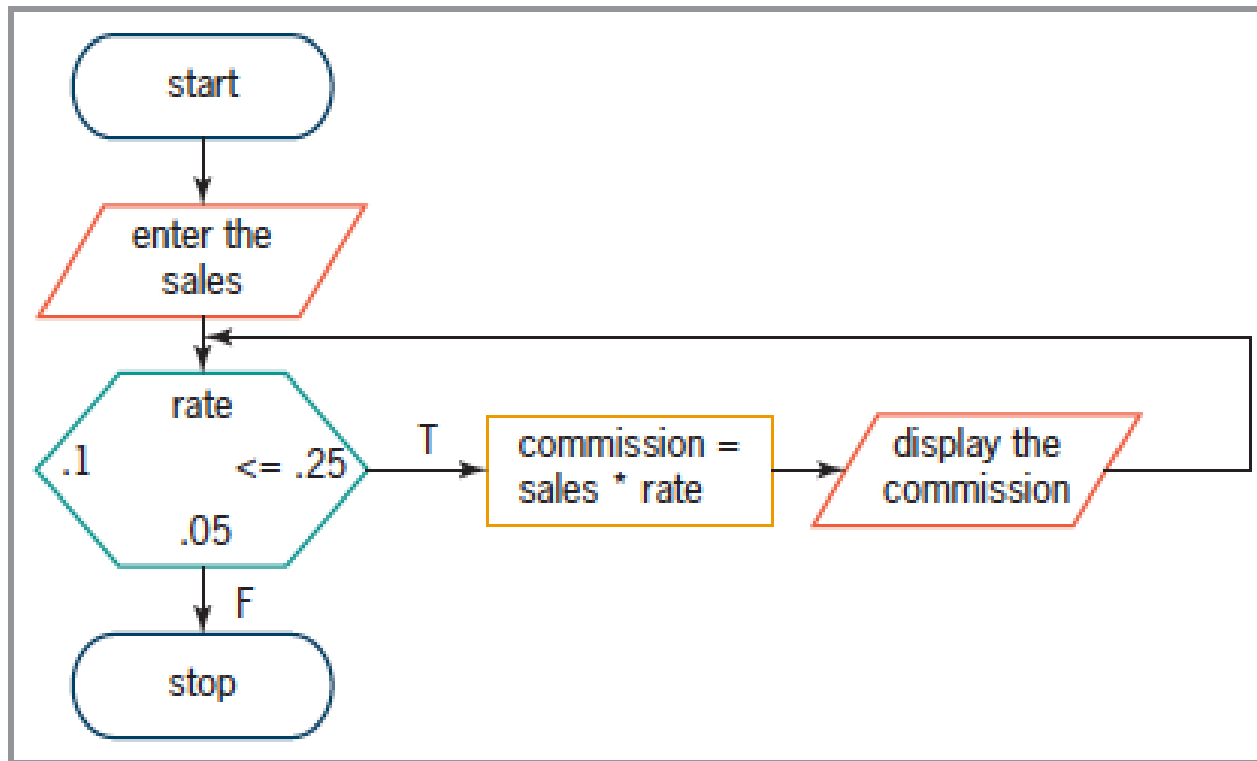 start
enter the
sales
rate
.1
<= .25
.05
T
commission =
sales * rate
display the
commission
F
stop